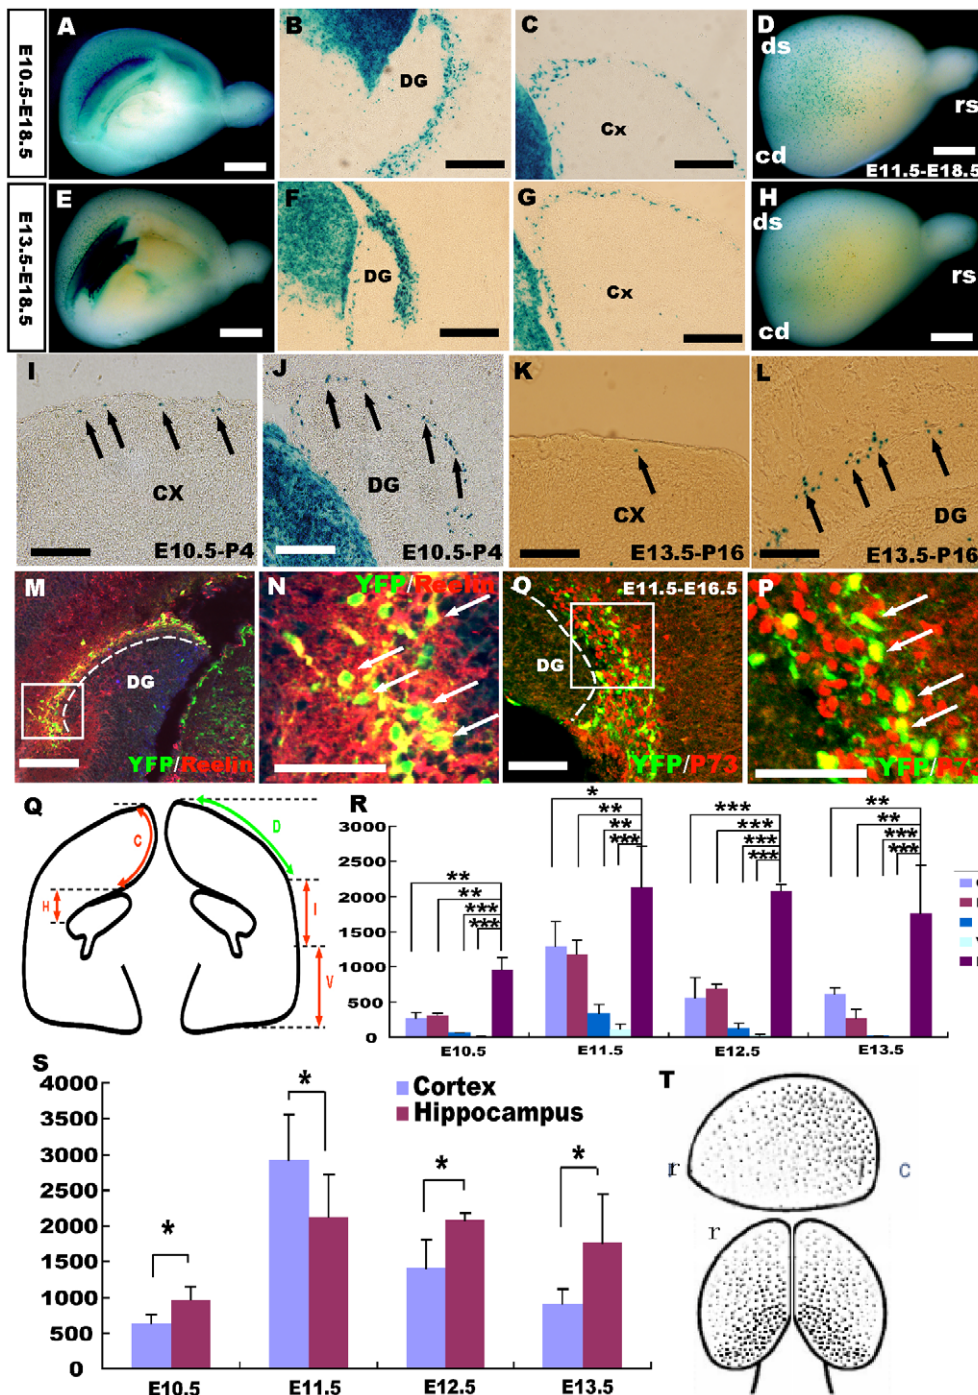 E10.5-E18.5
A
B
DG
C
Cx
D
ds
rs
cd
E11.5-E18.5
E13.5-E18.5
E
F
DG
G
Cx
H
ds
rs
cd
I
CX
E10.5-P4
J
DG
E10.5-P4
K
CX
E13.5-P16
L
DG
E13.5-P16
M
DG
YFP/Reelin
N
YFP/Reelin
O
E11.5-E16.5
DG
YFP/P73
P
YFP/P73
Q
C
D
H
I
V
R
3000
2500
2000
1500
1000
500
0
** ** *** ***
* ** ** ***
*** *** *** ***
** ** *** ***
E10.5 E11.5 E12.5 E13.5
S
4000
3500
3000
2500
2000
1500
1000
500
0
Cortex
Hippocampus
* * * *
E10.5 E11.5 E12.5 E13.5
T
r
c
r